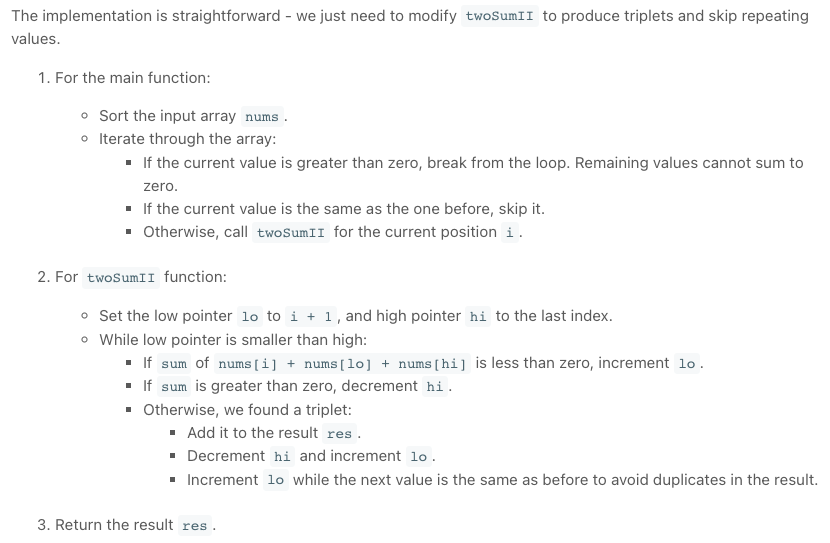 The implementation is straightforward - we just need to modify twoSumII to produce triplets and skip repeating
values.
1. For the main function:
◦ Sort the input array nums .
◦ Iterate through the array:
▪ If the current value is greater than zero, break from the loop. Remaining values cannot sum to
zero.
▪ If the current value is the same as the one before, skip it.
▪ Otherwise, call twoSumII for the current position i .
2. For twoSumII function:
◦ Set the low pointer lo to i + 1 , and high pointer hi to the last index.
◦ While low pointer is smaller than high:
▪ If sum of nums[i] + nums[lo] + nums[hi] is less than zero, increment lo .
▪ If sum is greater than zero, decrement hi .
▪ Otherwise, we found a triplet:
▪ Add it to the result res .
▪ Decrement hi and increment lo .
▪ Increment lo while the next value is the same as before to avoid duplicates in the result.
3. Return the result res .